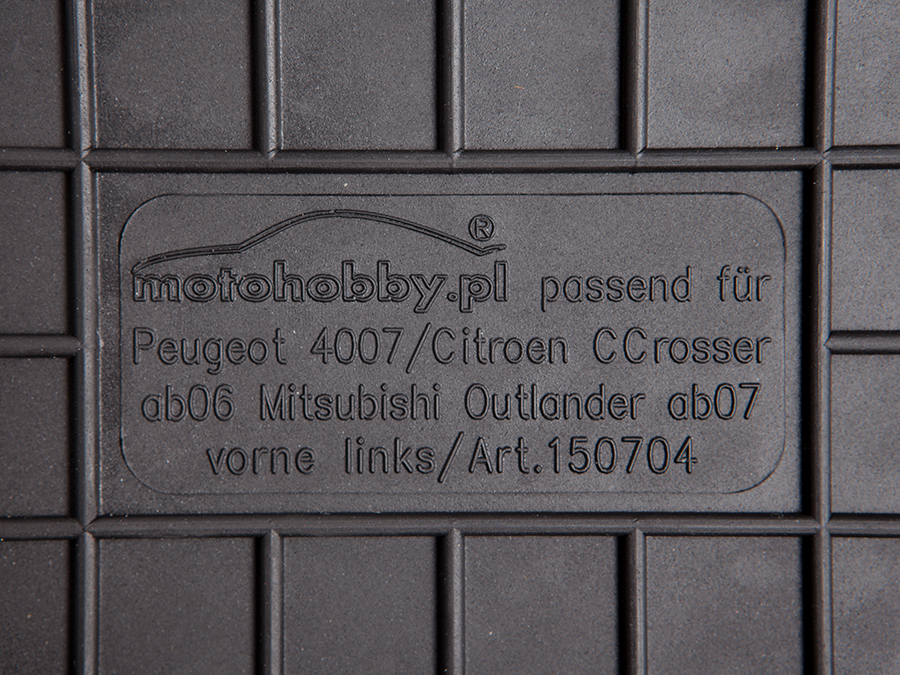 motohobby.pl® passend für
Peugeot 4007/Citroen CCrosser
ab06 Mitsubishi Outlander ab07
vorne links/Art.150704